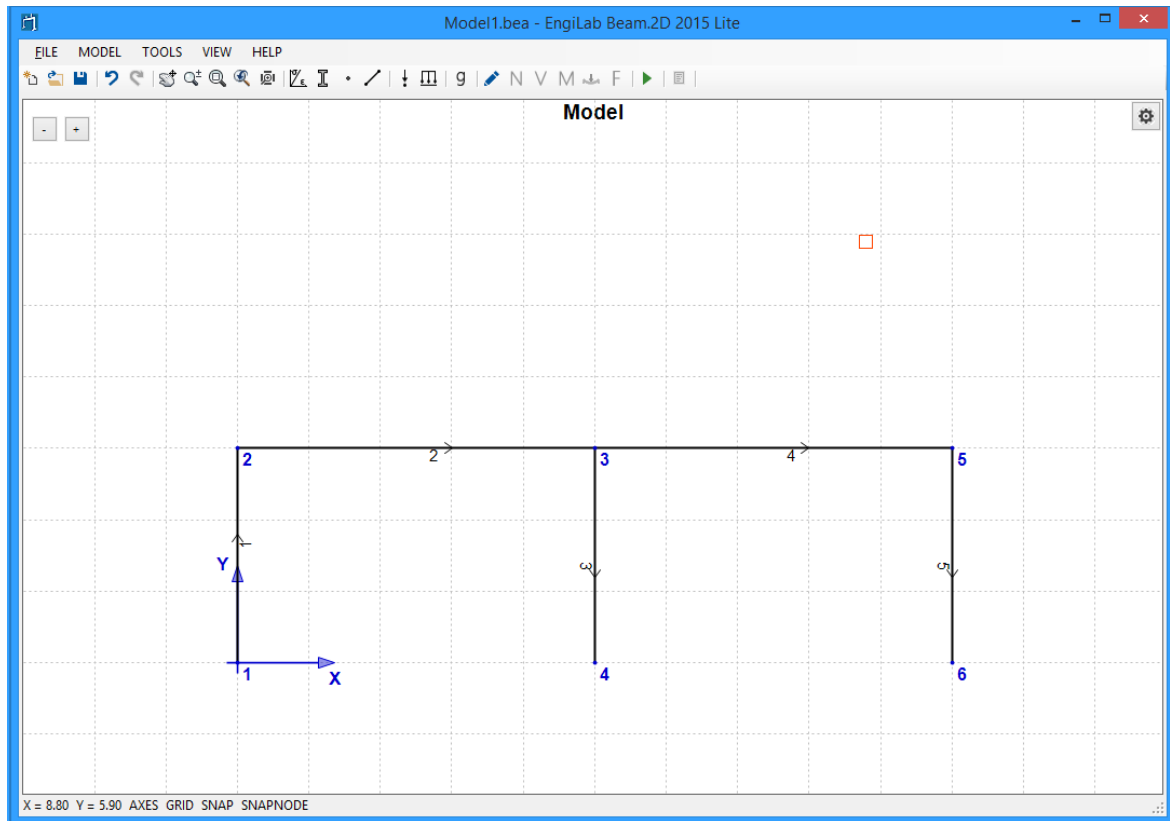 Model1.bea - EngiLab Beam.2D 2015 Lite
FILE MODEL TOOLS VIEW HELP
g N V M F
Model
- +
2 2 3 4 5
1
Y 3 5
1 X 4 6
X = 8.80 Y = 5.90 AXES GRID SNAP SNAPNODE